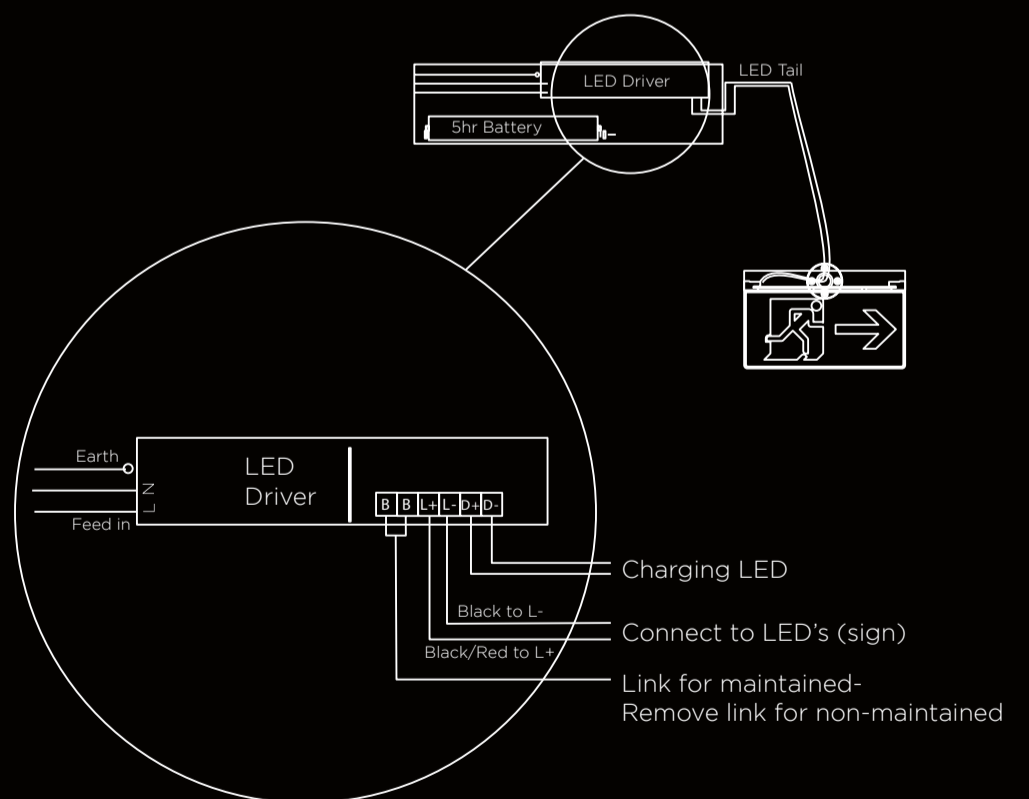 LED Driver
LED Tail
5hr Battery
Earth
LED
Driver
L N
Feed in
B B L+ L- D+ D-
Charging LED
Black to L-
Connect to LED's (sign)
Black/Red to L+
Link for maintained-
Remove link for non-maintained